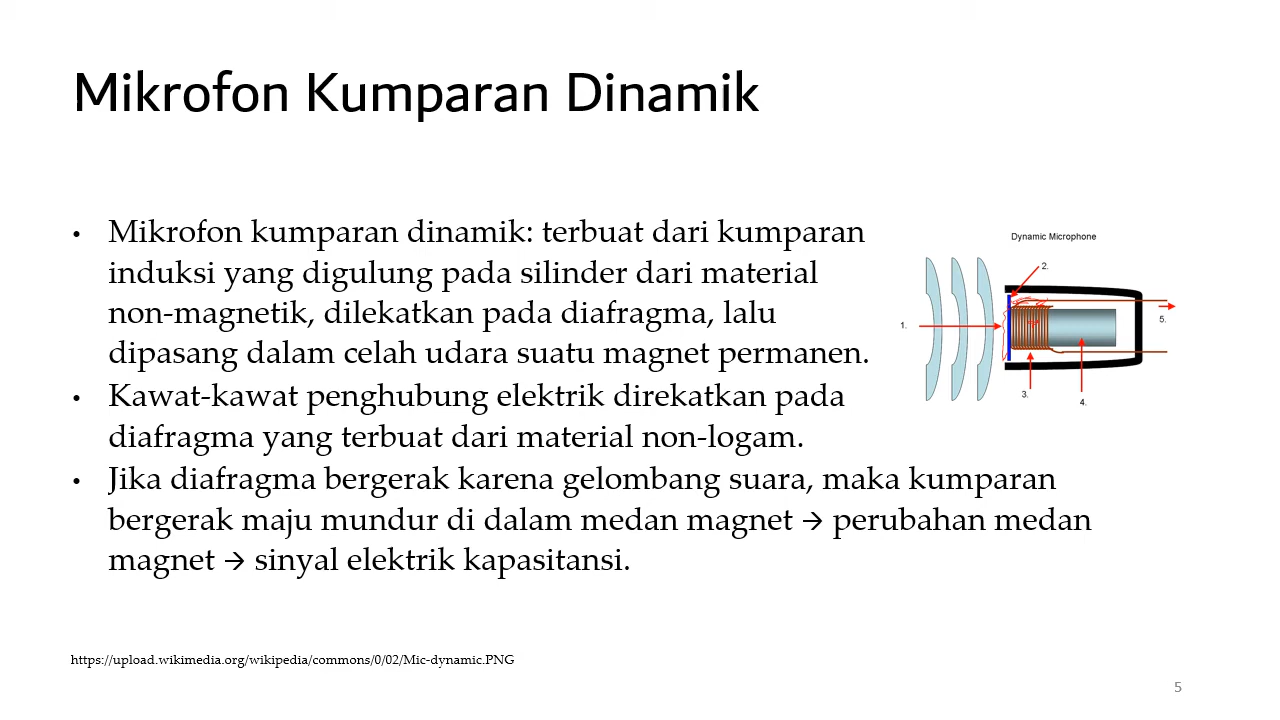 Mikrofon Kumparan Dinamik
• Mikrofon kumparan dinamik: terbuat dari kumparan
induksi yang digulung pada silinder dari material
non-magnetik, dilekatkan pada diafragma, lalu
dipasang dalam celah udara suatu magnet permanen.
• Kawat-kawat penghubung elektrik direkatkan pada
diafragma yang terbuat dari material non-logam.
• Jika diafragma bergerak karena gelombang suara, maka kumparan
bergerak maju mundur di dalam medan magnet → perubahan medan
magnet → sinyal elektrik kapasitansi.
Dynamic Microphone
2.
1.
5.
3.
4.
https://upload.wikimedia.org/wikipedia/commons/0/02/Mic-dynamic.PNG
5